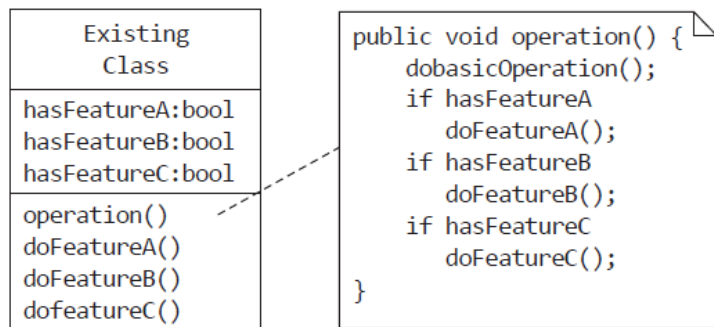 Existing
Class
hasFeatureA:bool
hasFeatureB:bool
hasFeatureC:bool
operation()
doFeatureA()
doFeatureB()
dofeatureC()
public void operation() {
    dobasicOperation();
    if hasFeatureA
       doFeatureA();
    if hasFeatureB
       doFeatureB();
    if hasFeatureC
       doFeatureC();
}